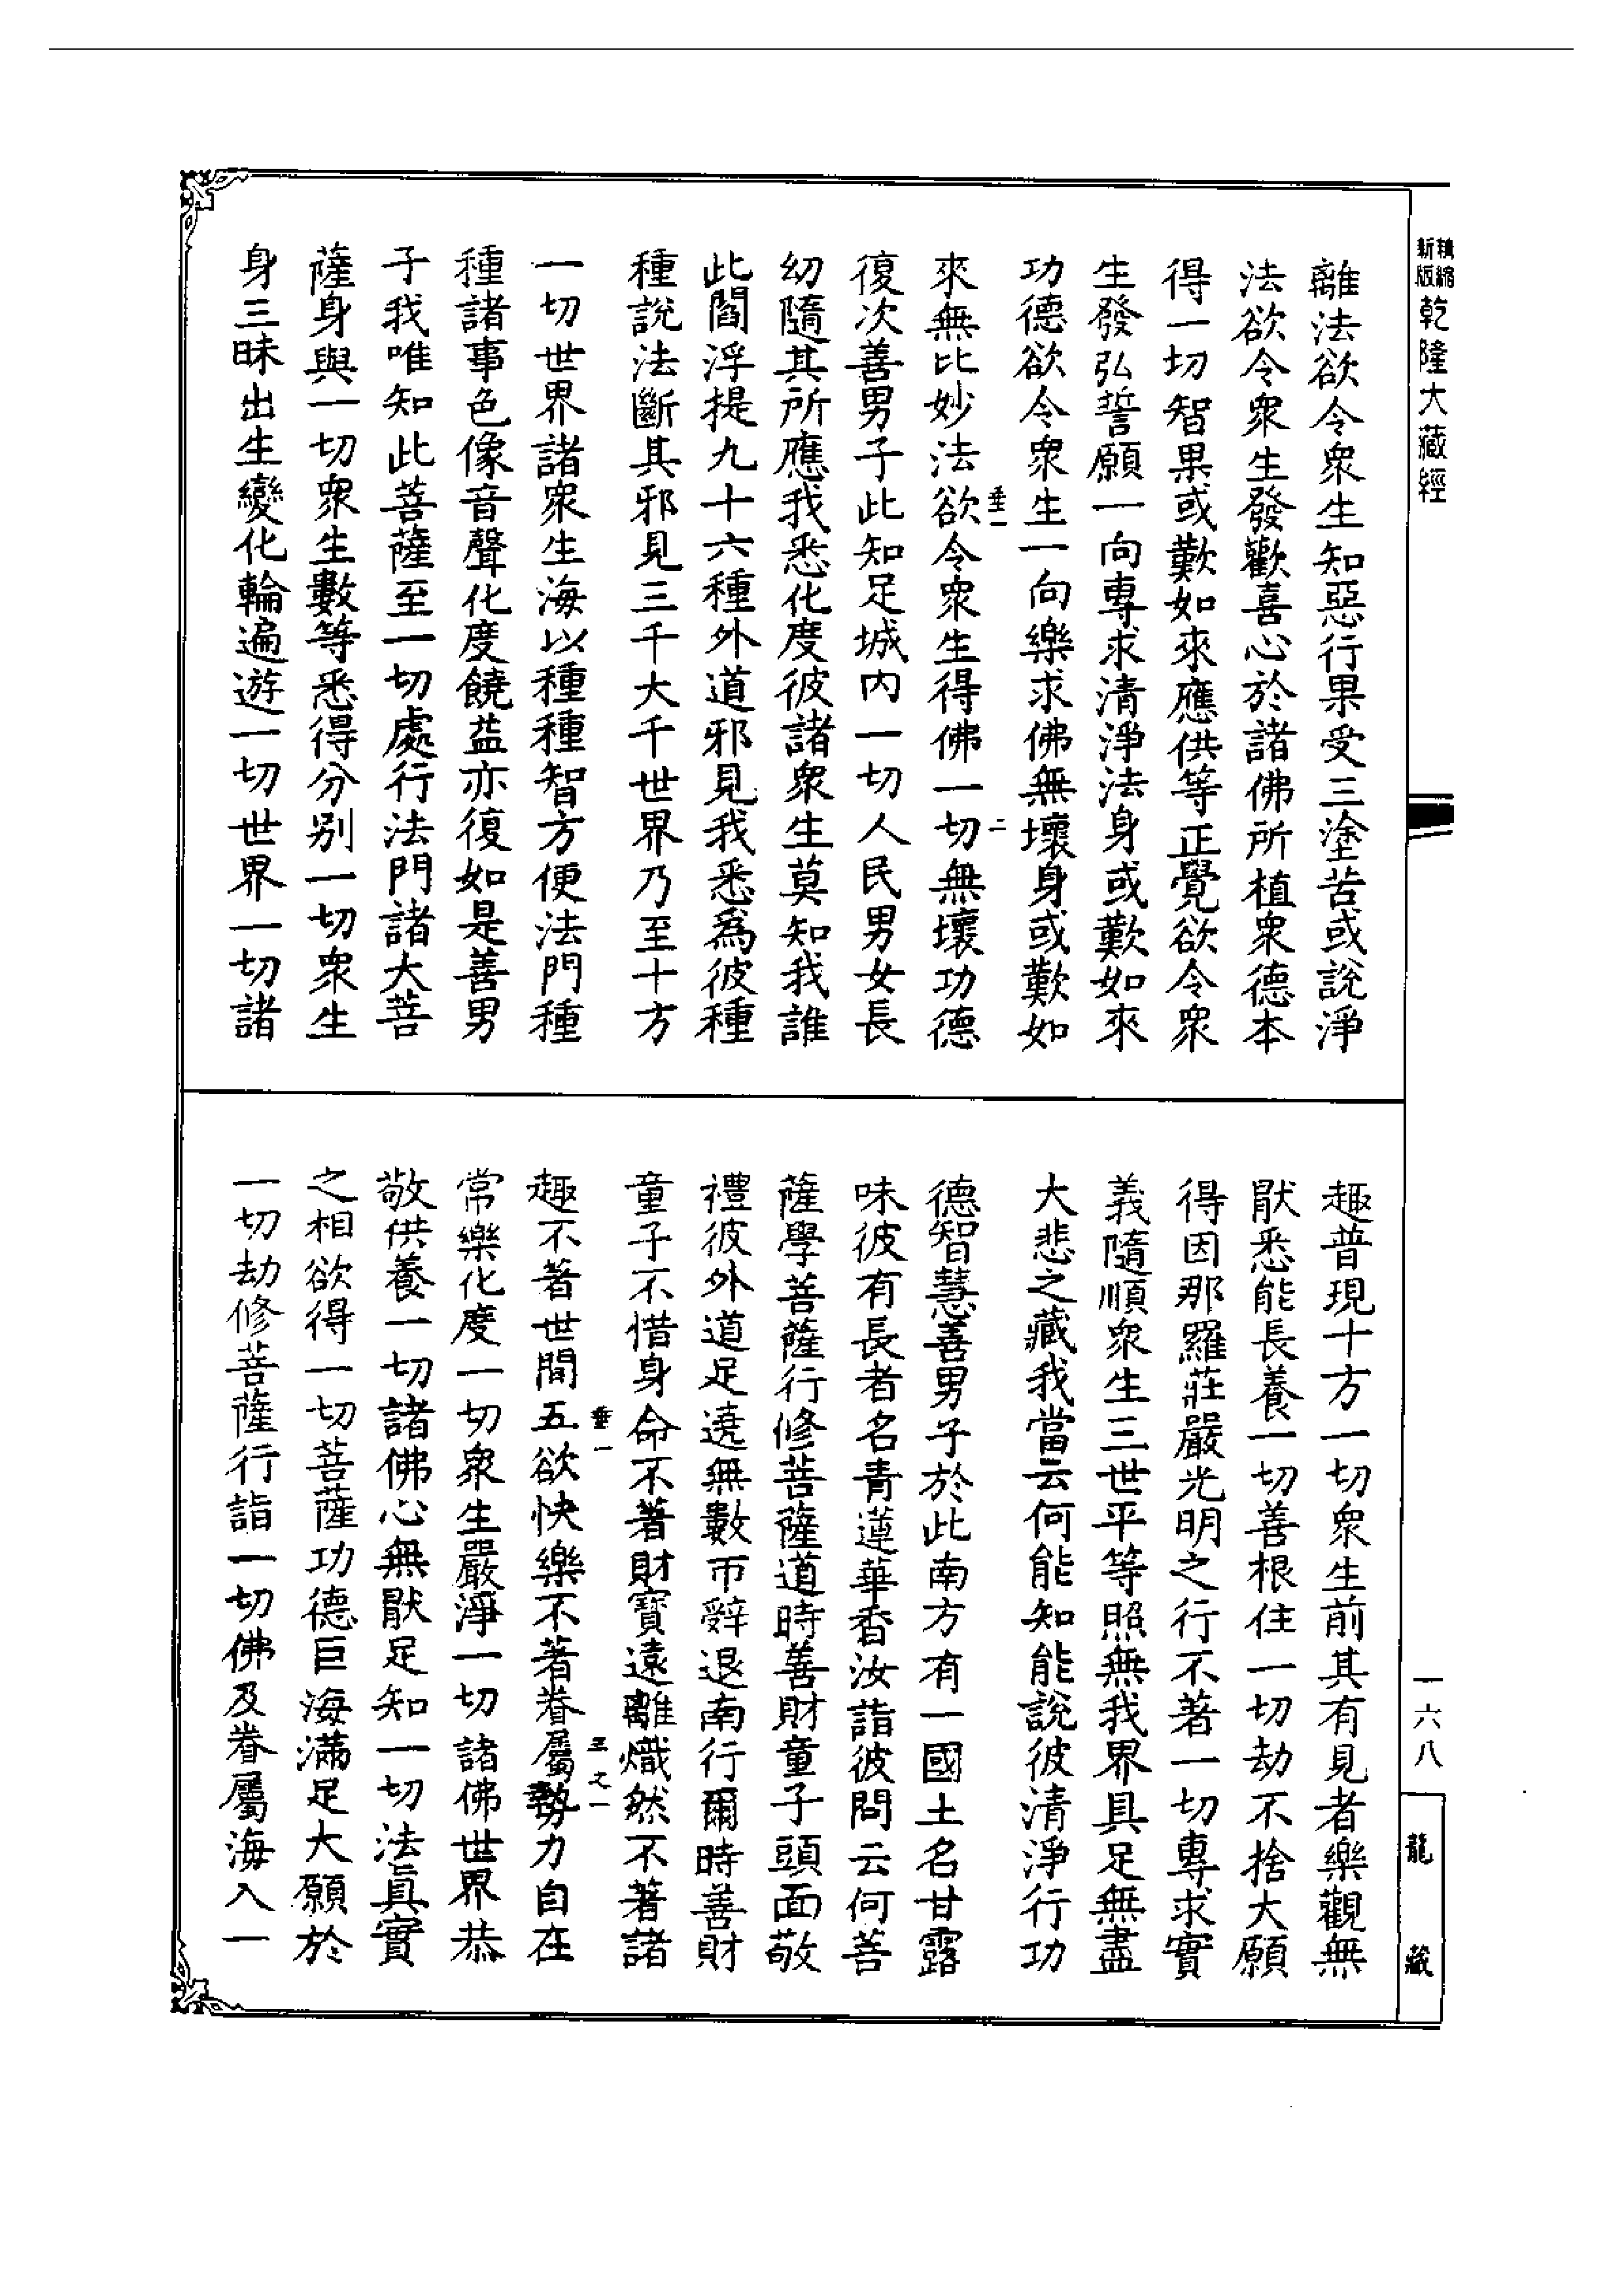 精縮
新版
乾隆大藏經
離法欲令衆生知惡行果受三塗苦或說淨
法欲令衆生發歡喜心於諸佛所植衆德本
得一切智果或歎如來應供等正覺欲令衆
生發弘誓願一向專求清淨法身或歎如來
功德欲令衆生一向樂求佛無壞身或歎如
垂一
二
來無比妙法欲令衆生得佛一切無壞功德
復次善男子此知足城內一切人民男女長
幼隨其所應我悉化度彼諸衆生莫知我誰
此閻浮提九十六種外道邪見我悉爲彼種
種說法斷其邪見三千大千世界乃至十方
一切世界諸衆生海以種種智方便法門種
種諸事色像音聲化度饒益亦復如是善男
子我唯知此菩薩至一切處行法門諸大菩
薩身與一切衆生數等悉得分別一切衆生
身三昧出生變化輪遍遊一切世界一切諸
趣普現十方一切衆生前其有見者樂觀無
厭悉能長養一切善根住一切劫不捨大願
得因那羅莊嚴光明之行不著一切專求實
義隨順衆生三世平等照無我界具足無盡
大悲之藏我當云何能知能說彼清淨行功
德智慧善男子於此南方有一國土名甘露
味彼有長者名青蓮華香汝詣彼問云何菩
薩學菩薩行修菩薩道時善財童子頭面敬
禮彼外道足遶無數帀辭退南行爾時善財
童子不惜身命不著財寶遠離熾然不著諸
垂一
三之一
趣不著世間五欲快樂不著眷屬勢力自在
常樂化度一切衆生嚴淨一切諸佛世界恭
敬供養一切諸佛心無厭足知一切法真實
之相欲得一切菩薩功德巨海滿足大願於
一切劫修菩薩行詣一切佛及眷屬海入一
一六八
龍
藏